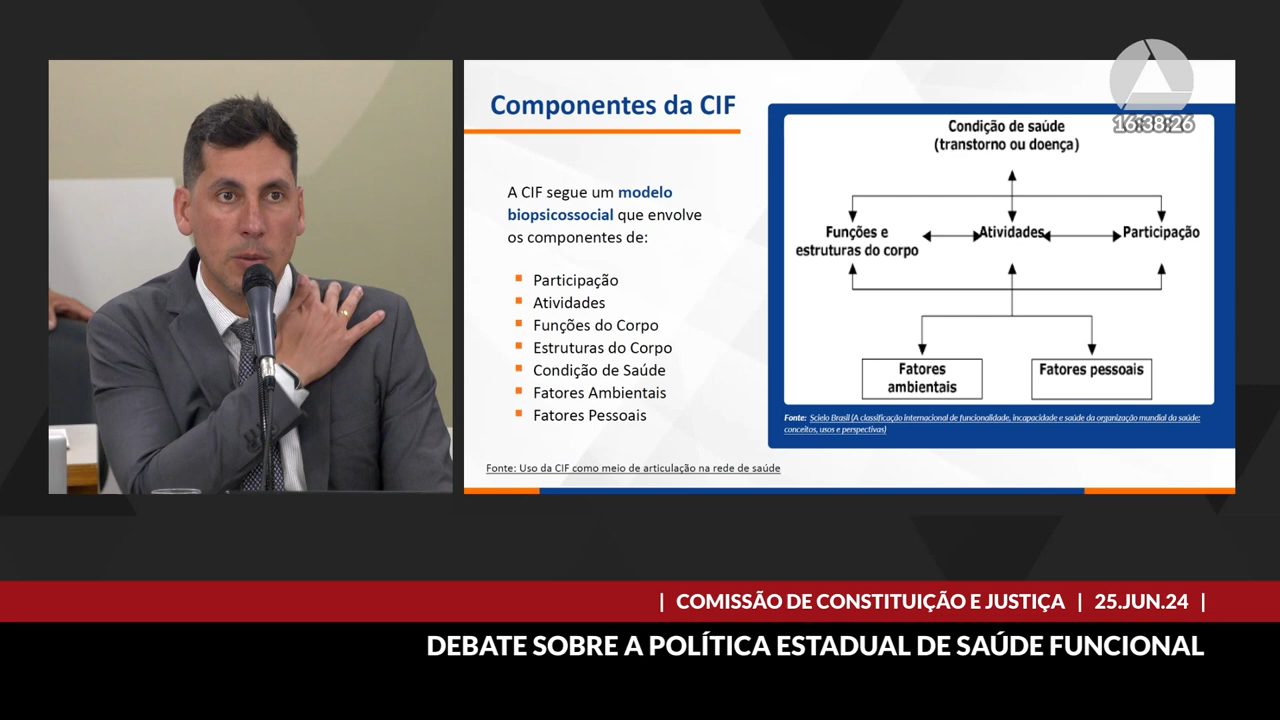 16:38:26
Componentes da CIF
A CIF segue um modelo
biopsicossocial que envolve
os componentes de:
Participação
Atividades
Funções do Corpo
Estruturas do Corpo
Condição de Saúde
Fatores Ambientais
Fatores Pessoais
Fonte: Uso da CIF como meio de articulação na rede de saúde
Condição de saúde
(transtorno ou doença)
Funções e
estruturas do corpo
Atividades
Participação
Fatores
ambientais
Fatores pessoais
Fonte: Scielo Brasil (A classificação internacional de funcionalidade, incapacidade e saúde da organização mundial da saúde:
conceitos, usos e perspectivas)
| COMISSÃO DE CONSTITUIÇÃO E JUSTIÇA | 25.JUN.24 |
DEBATE SOBRE A POLÍTICA ESTADUAL DE SAÚDE FUNCIONAL